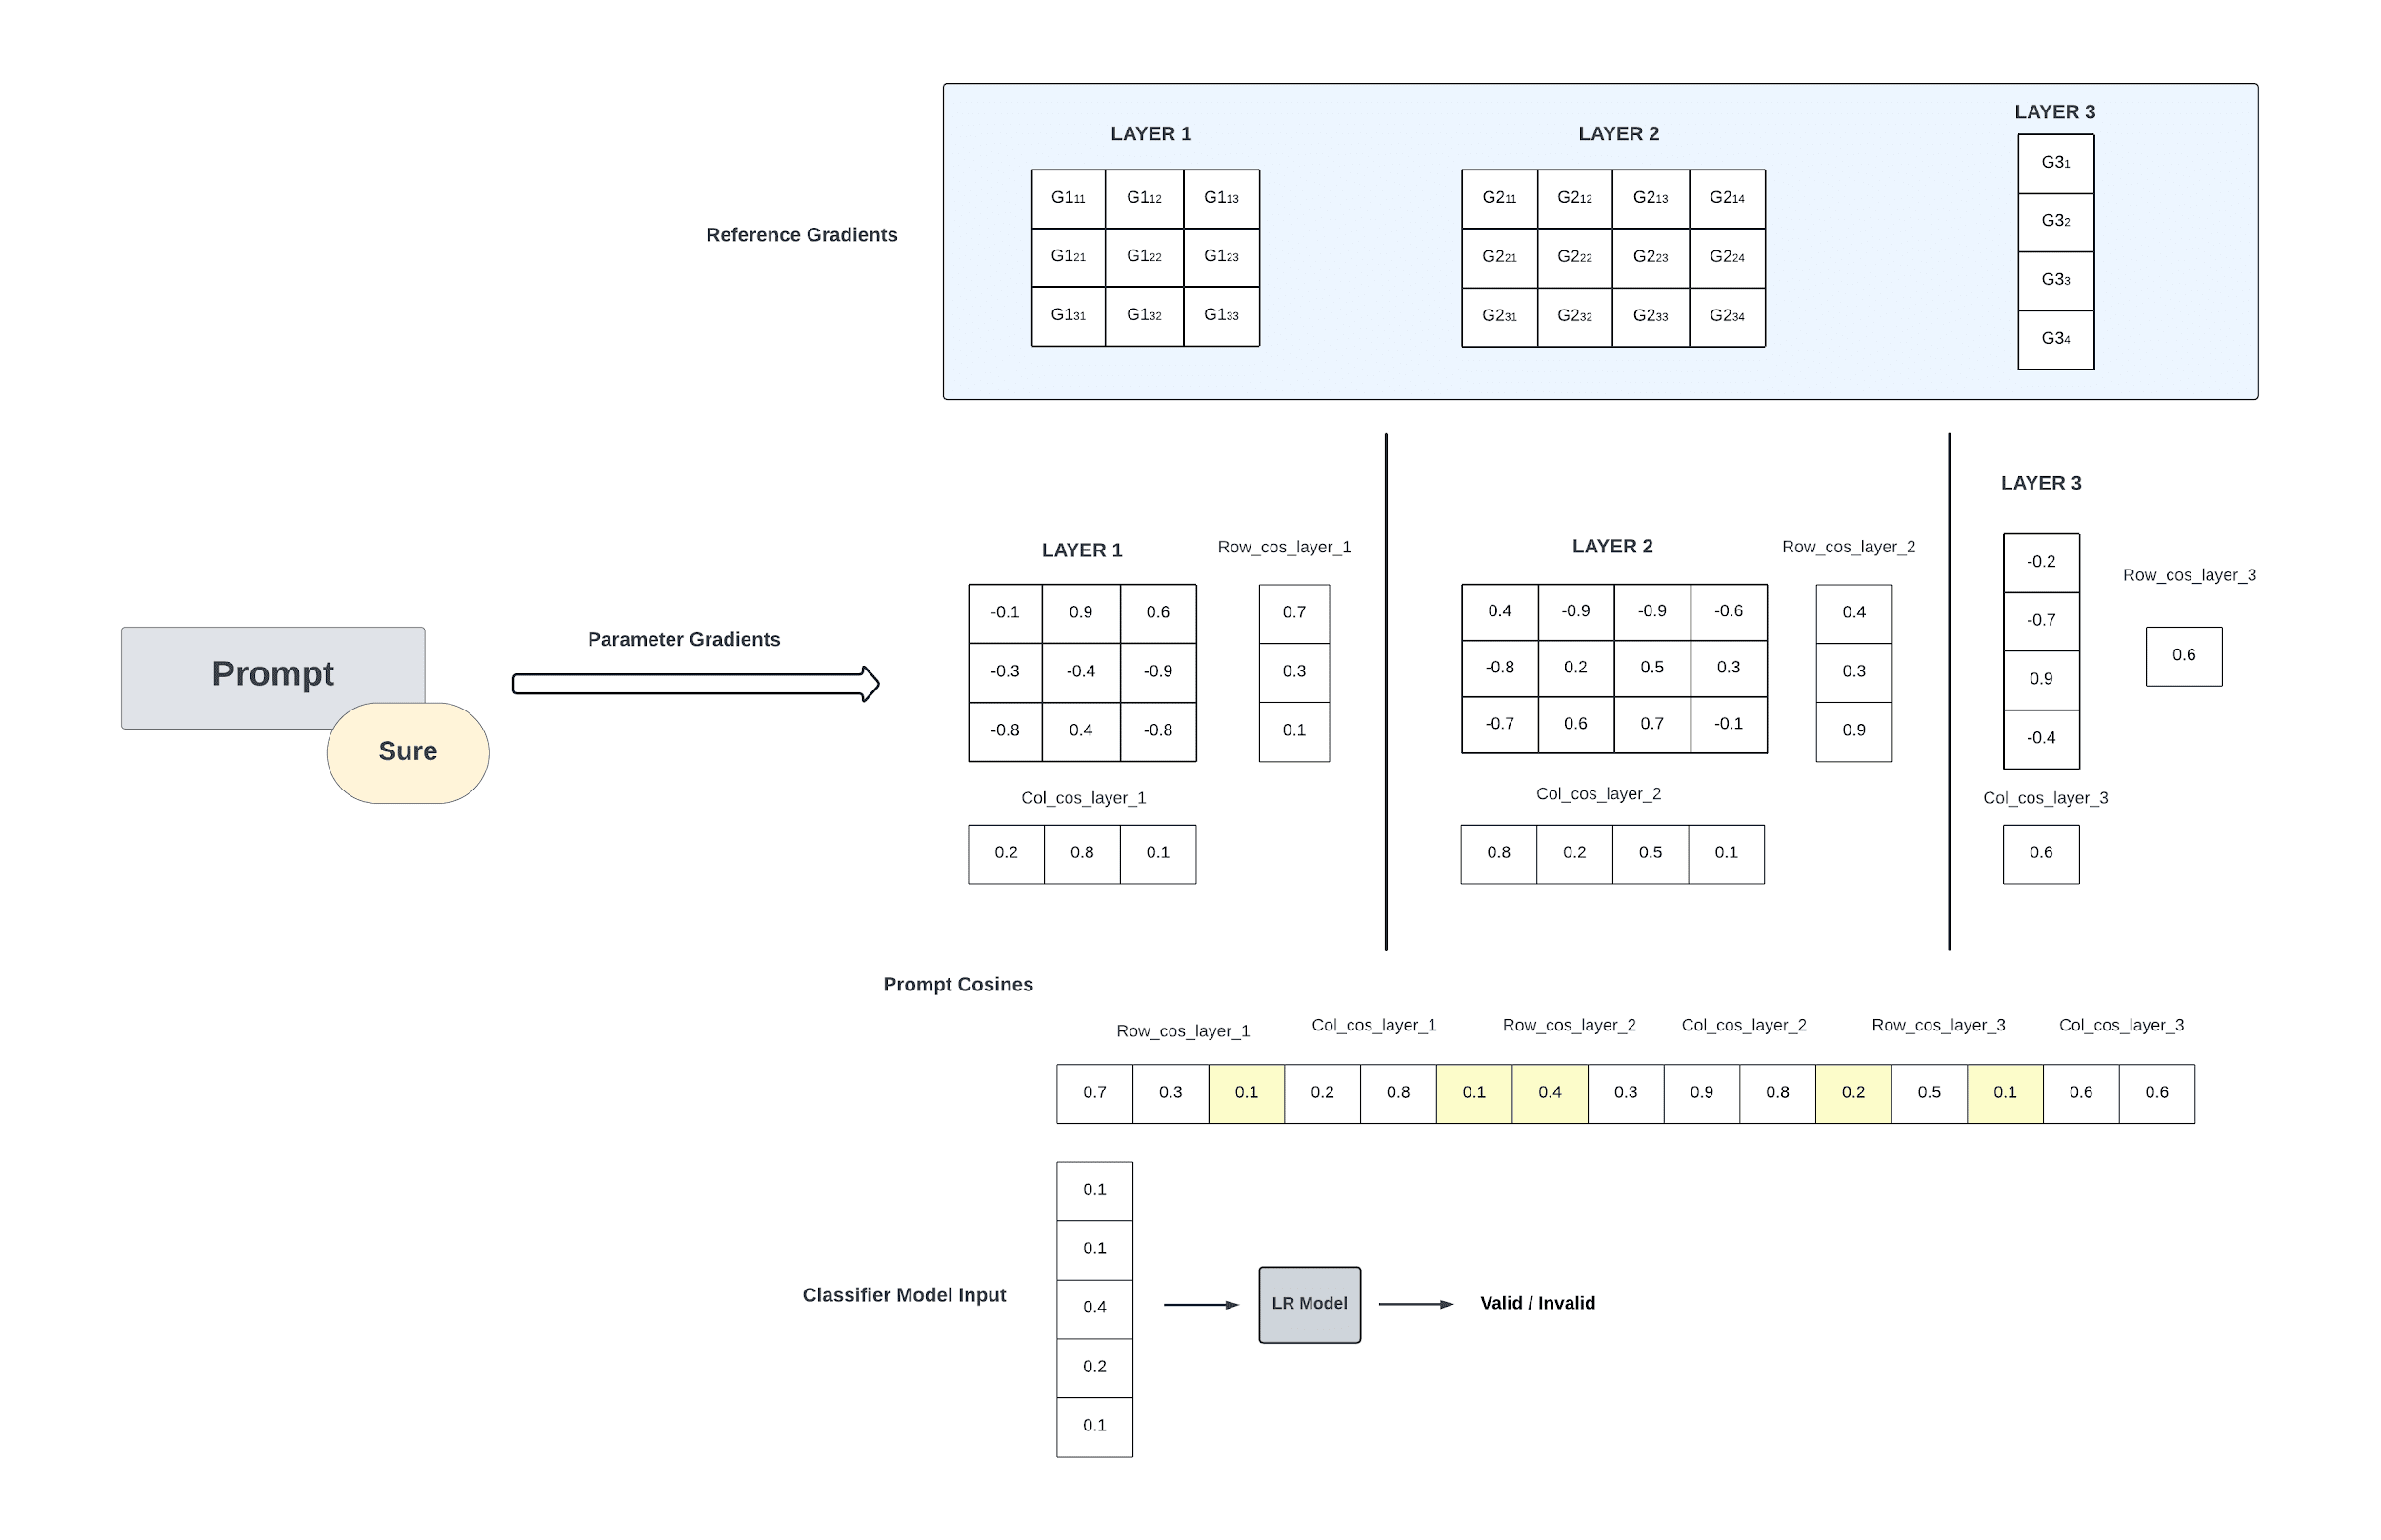 LAYER 1 LAYER 2 LAYER 3
Reference Gradients
G111 G112 G113
G121 G122 G123
G131 G132 G133
G211 G212 G213 G214
G221 G222 G223 G224
G231 G232 G233 G234
G31
G32
G33
G34
Prompt
Sure
Parameter Gradients
LAYER 1
Row_cos_layer_1
-0.1 0.9 0.6
-0.3 -0.4 -0.9
-0.8 0.4 -0.8
0.7
0.3
0.1
Col_cos_layer_1
0.2 0.8 0.1
LAYER 2
Row_cos_layer_2
0.4 -0.9 -0.9 -0.6
-0.8 0.2 0.5 0.3
-0.7 0.6 0.7 -0.1
0.4
0.3
0.9
Col_cos_layer_2
0.8 0.2 0.5 0.1
LAYER 3
Row_cos_layer_3
-0.2
-0.7
0.9
-0.4
0.6
Col_cos_layer_3
0.6
Prompt Cosines
Row_cos_layer_1 Col_cos_layer_1 Row_cos_layer_2 Col_cos_layer_2 Row_cos_layer_3 Col_cos_layer_3
0.7 0.3 0.1 0.2 0.8 0.1 0.4 0.3 0.9 0.8 0.2 0.5 0.1 0.6 0.6
Classifier Model Input
0.1
0.1
0.4
0.2
0.1
LR Model
Valid / Invalid